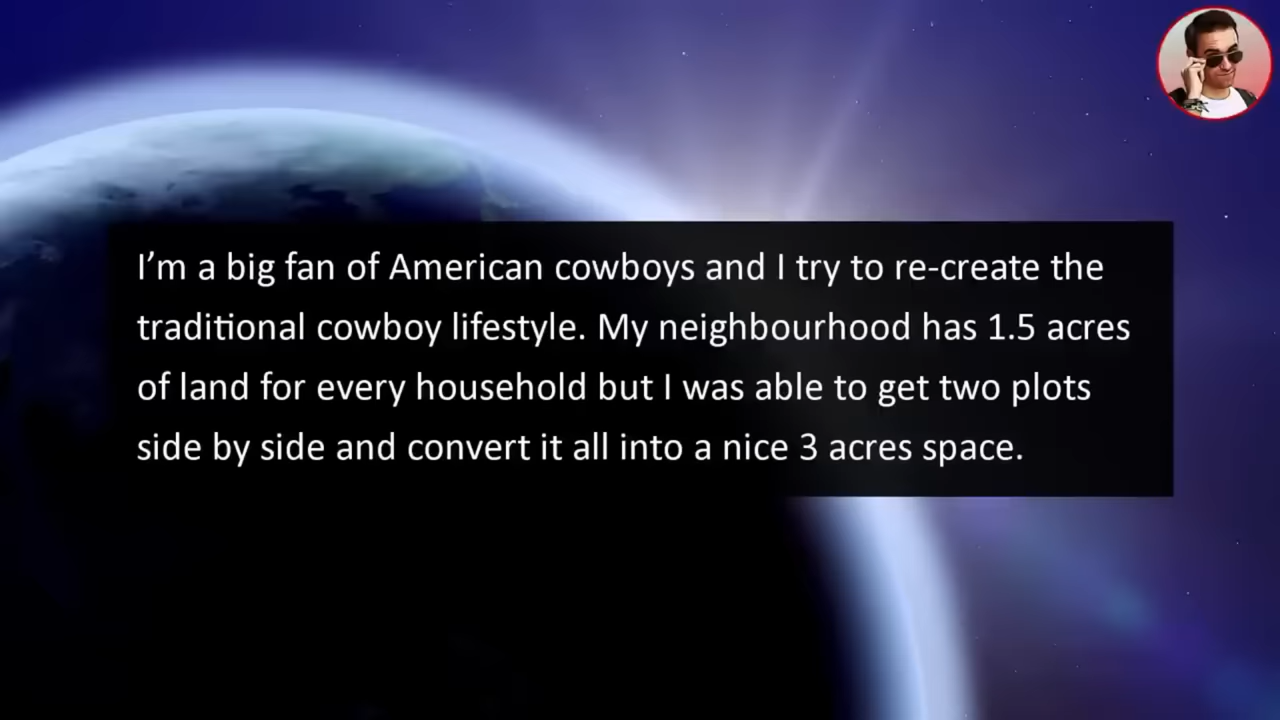 I’m a big fan of American cowboys and I try to re-create the
traditional cowboy lifestyle. My neighbourhood has 1.5 acres
of land for every household but I was able to get two plots
side by side and convert it all into a nice 3 acres space.